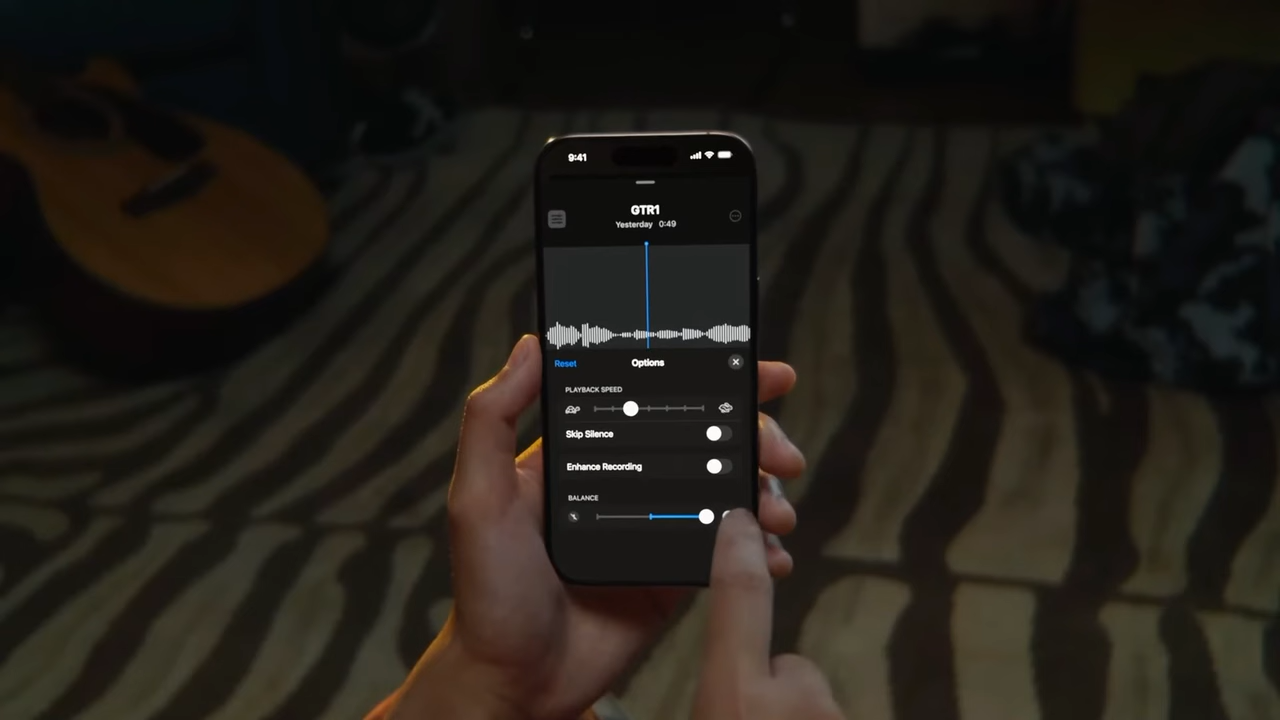 9:41
GTR1
Yesterday 0:49
Reset Options
PLAYBACK SPEED
Skip Silence
Enhance Recording
BALANCE